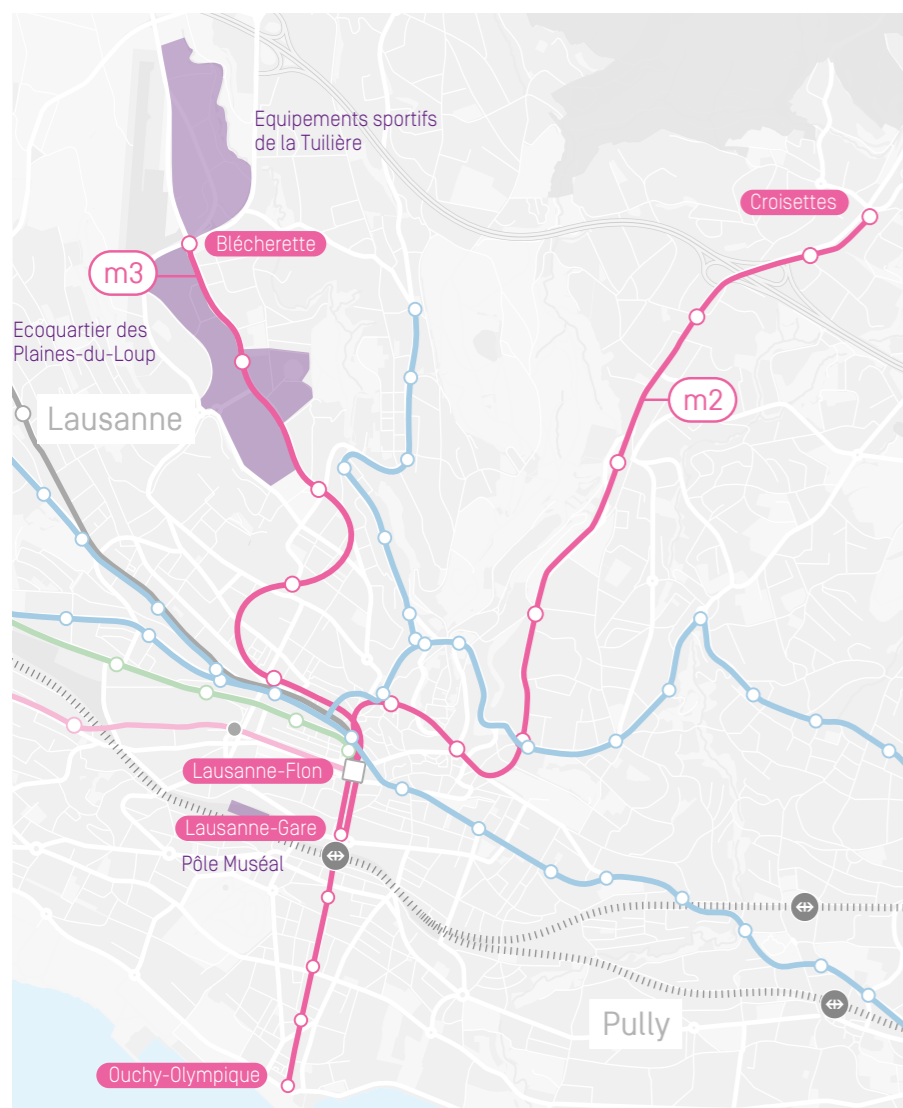 Equipements sportifs
de la Tuilière
Croisettes
Blécherette
m3
Ecoquartier des
Plaines-du-Loup
m2
Lausanne
Lausanne-Flon
Lausanne-Gare
Pôle Muséal
Pully
Ouchy-Olympique